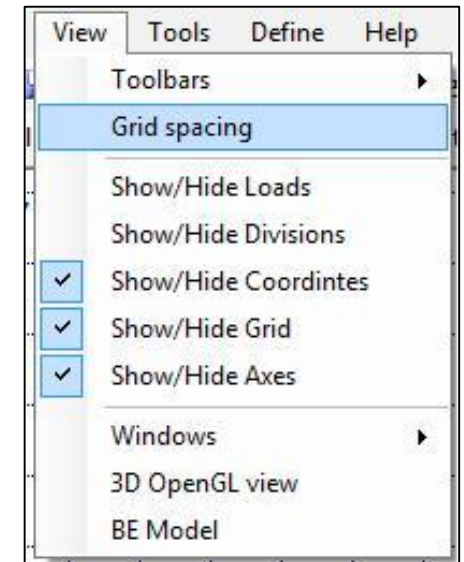 View Tools Define Help
Toolbars
Grid spacing
Show/Hide Loads
Show/Hide Divisions
Show/Hide Coordintes
Show/Hide Grid
Show/Hide Axes
Windows
3D OpenGL view
BE Model